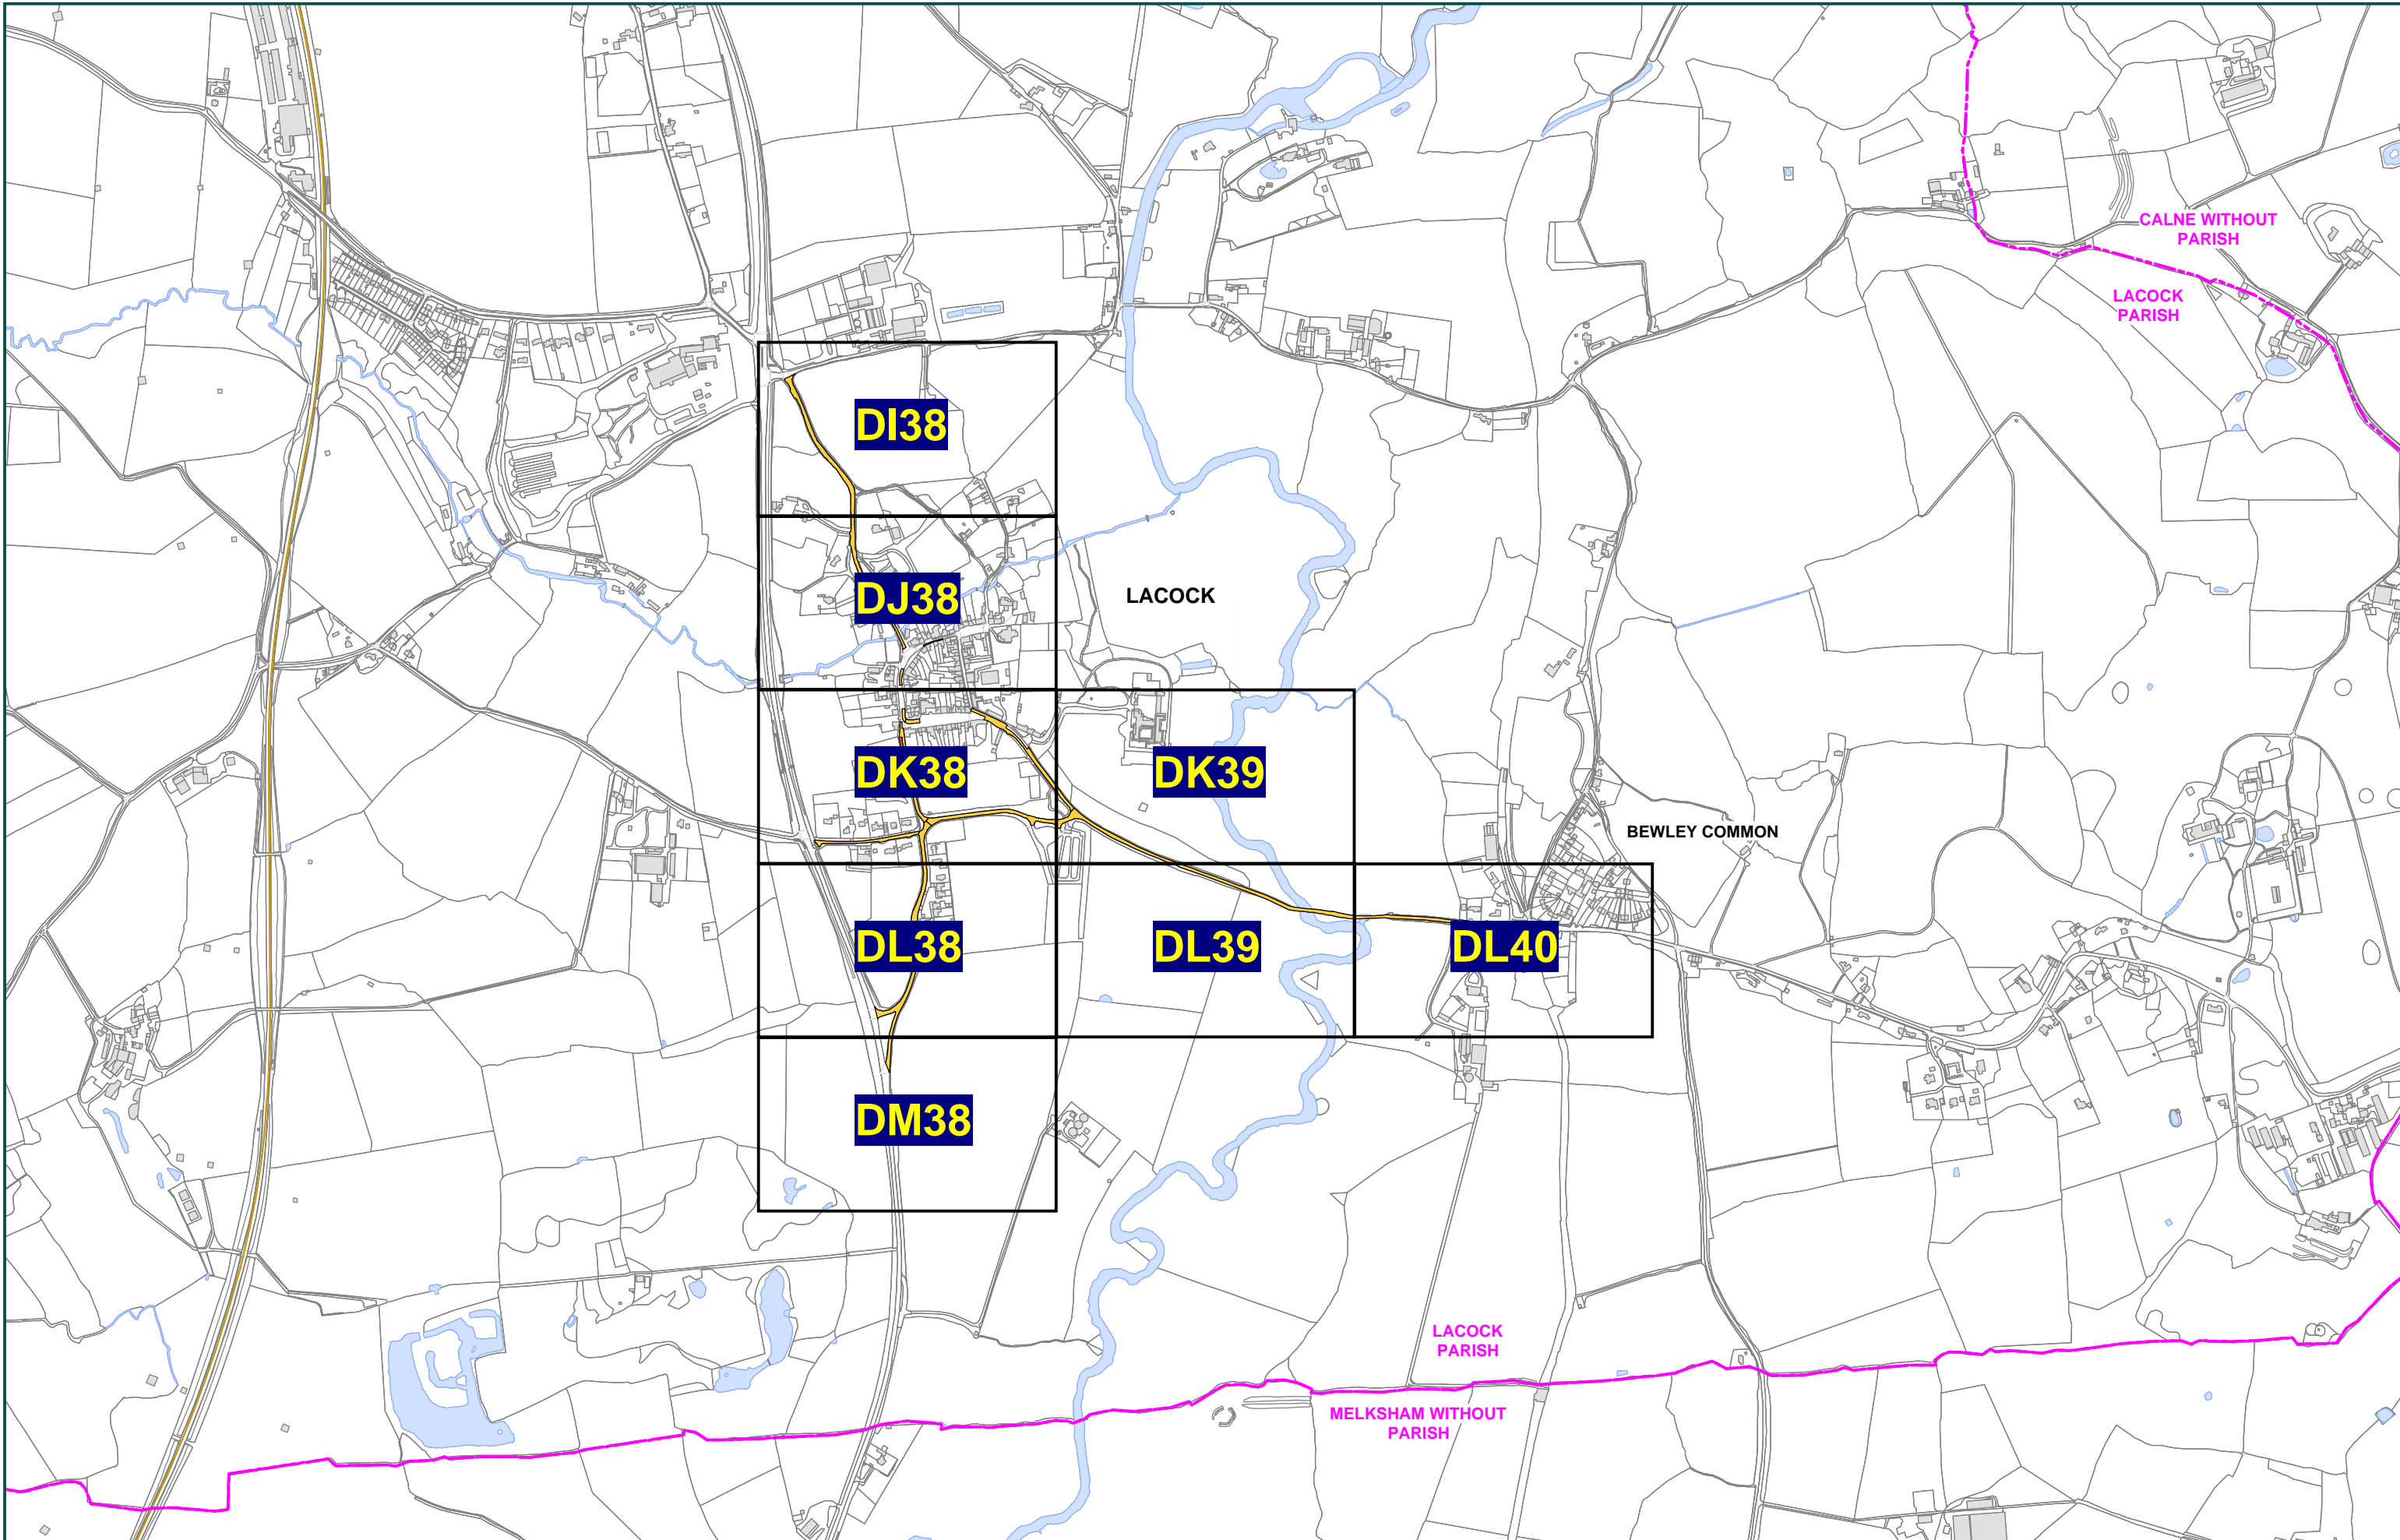 CALNE WITHOUT
PARISH
LACOCK
PARISH
DI38
DJ38
LACOCK
DK38
DK39
BEWLEY COMMON
DL38
DL39
DL40
DM38
LACOCK
PARISH
MELKSHAM WITHOUT
PARISH